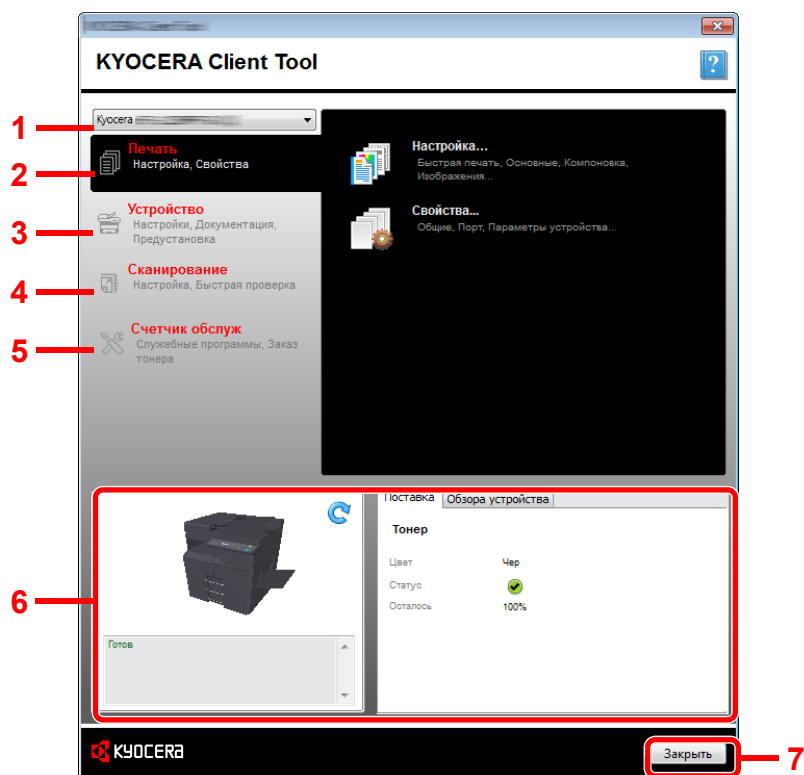 KYOCERA Client Tool
?
1
Kyocera
2
Печать
Настройка, Свойства
Настройка...
Быстрая печать, Основные, Компоновка,
Изображения...
3
Устройство
Настройки, Документация,
Предустановка
Свойства...
Общие, Порт, Параметры устройства...
4
Сканирование
Настройка, Быстрая проверка
5
Счетчик обслуж
Служебные программы, Заказ
тонера
6
Поставка
Обзора устройства
Тонер
Цвет Чер
Статус
Осталось 100%
Готов
KYOCERA
Закрыть
7